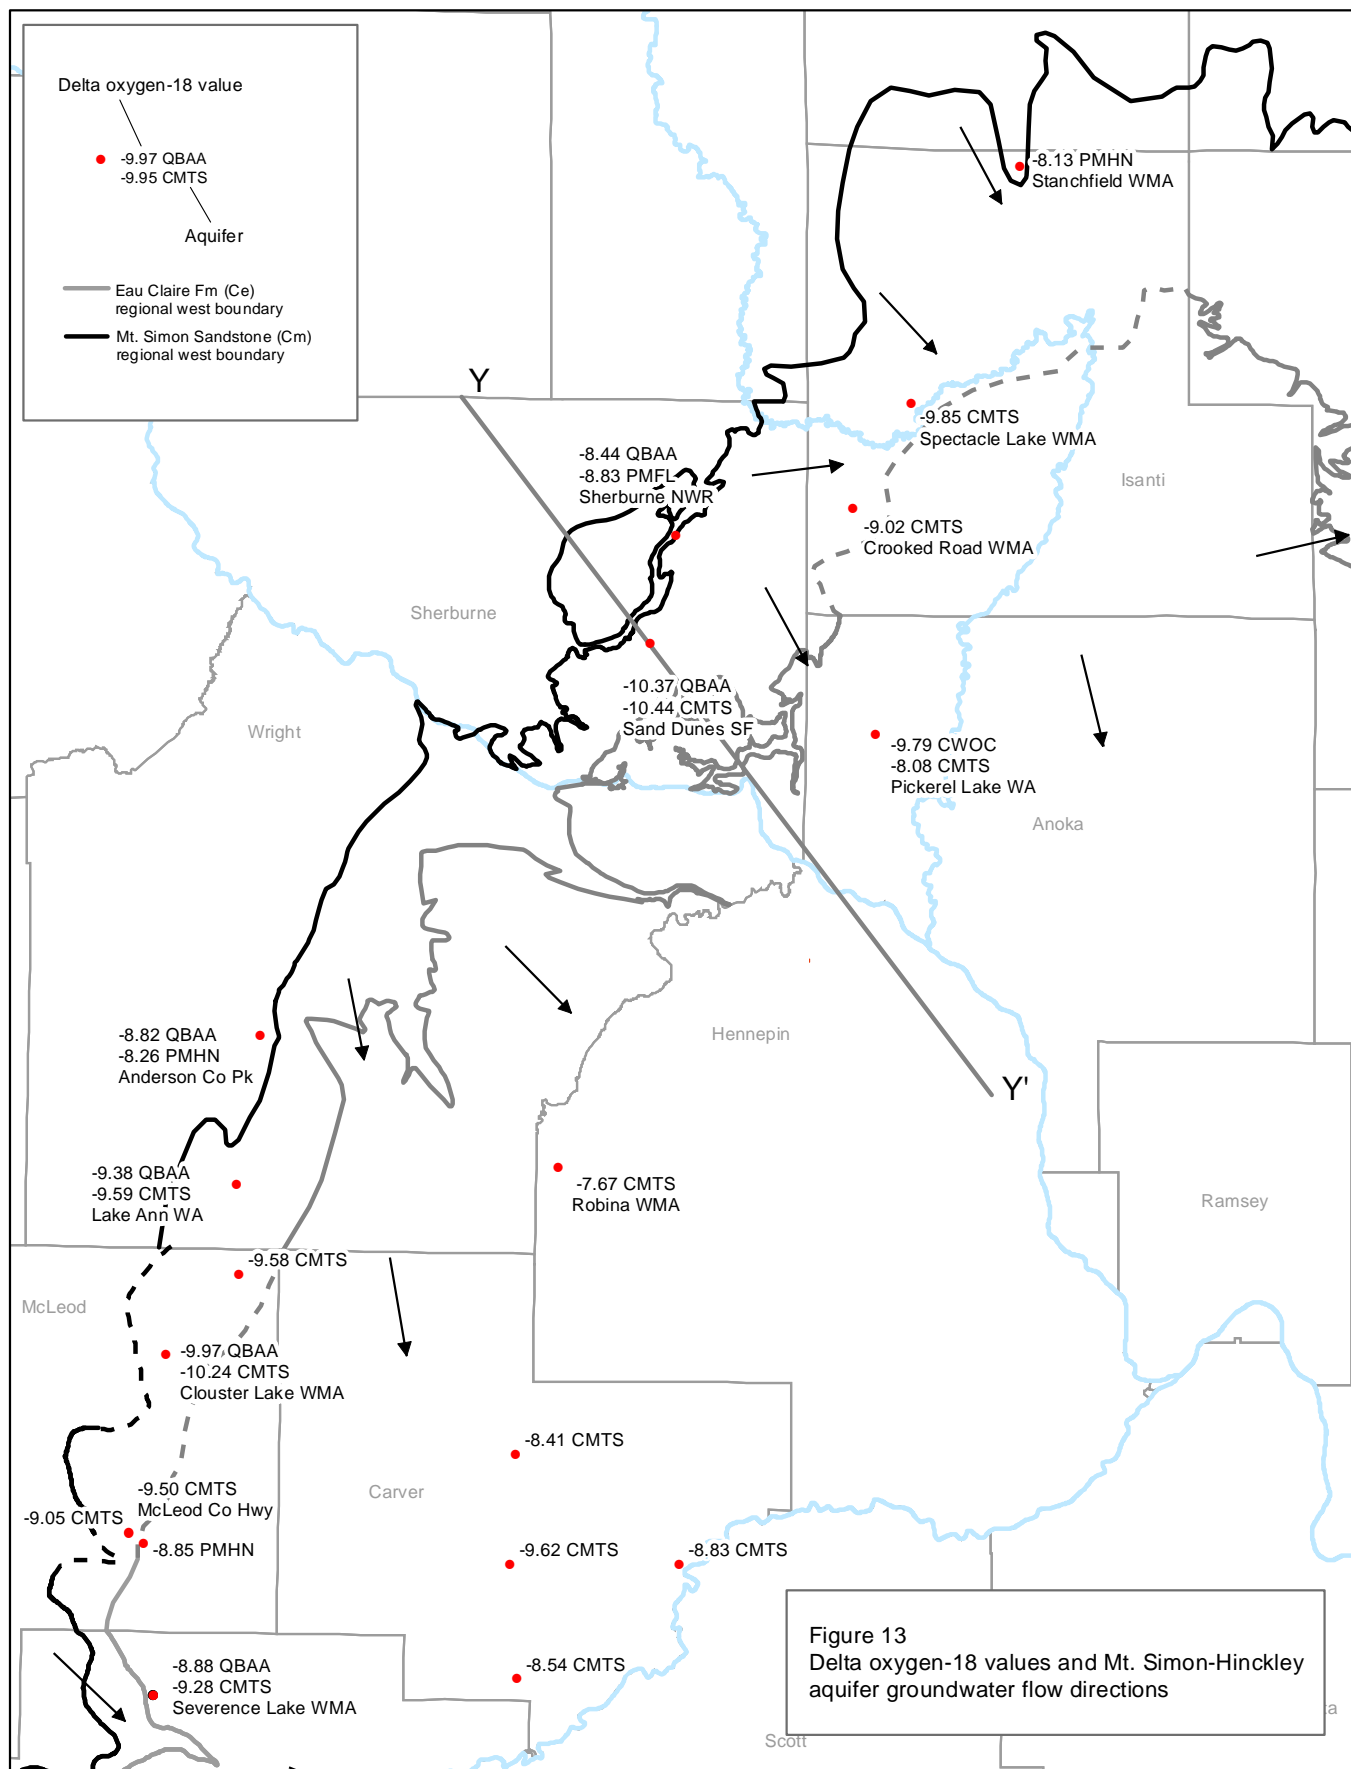 Delta oxygen-18 value
-9.97 QBAA
-9.95 CMTS
Aquifer
Eau Claire Fm (Ce)
regional west boundary
Mt. Simon Sandstone (Cm)
regional west boundary
-8.13 PMHN
Stanchfield WMA
Y
-9.85 CMTS
Spectacle Lake WMA
-8.44 QBAA
-8.83 PMFL
Sherburne NWR
Isanti
-9.02 CMTS
Crooked Road WMA
Sherburne
-10.37 QBAA
-10.44 CMTS
Sand Dunes SF
Wright
-9.79 CWOC
-8.08 CMTS
Pickerel Lake WA
Anoka
-8.82 QBAA
-8.26 PMHN
Anderson Co Pk
Hennepin
Y'
-9.38 QBAA
-9.59 CMTS
Lake Ann WA
-7.67 CMTS
Robina WMA
Ramsey
-9.58 CMTS
McLeod
-9.97 QBAA
-10.24 CMTS
Clouster Lake WMA
-8.41 CMTS
Carver
-9.50 CMTS
McLeod Co Hwy
-9.05 CMTS
-8.85 PMHN
-9.62 CMTS
-8.83 CMTS
-8.88 QBAA
-9.28 CMTS
Severence Lake WMA
-8.54 CMTS
Figure 13
Delta oxygen-18 values and Mt. Simon-Hinckley
aquifer groundwater flow directions
Scott